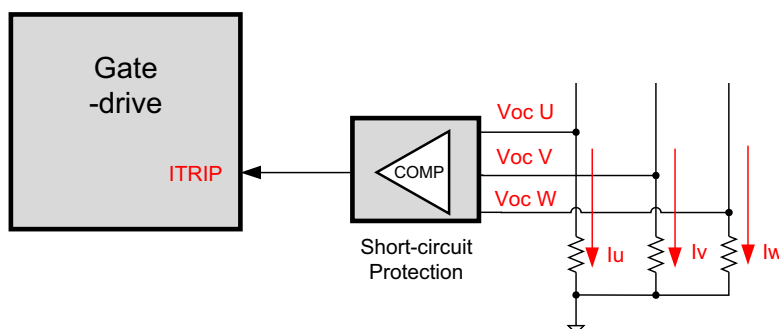 Gate
-drive
ITRIP
COMP
Short-circuit
Protection
Voc U
Voc V
Voc W
Iu
Iv
Iw